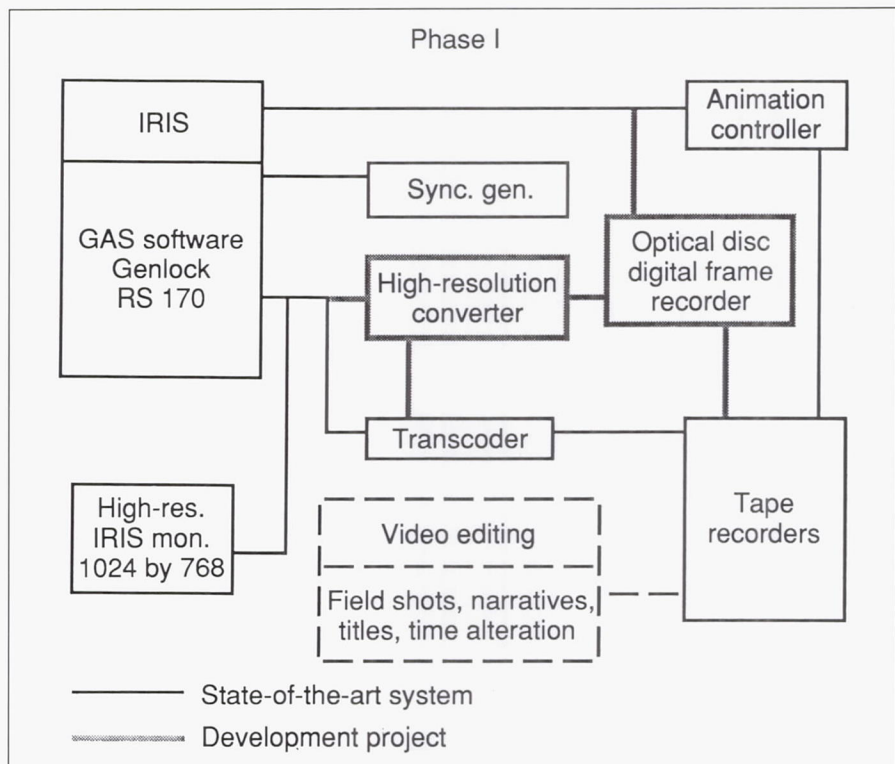 Phase I
IRIS
Animation
controller
Sync. gen.
GAS software
Genlock
RS 170
Optical disc
digital frame
recorder
High-resolution
converter
Transcoder
High-res.
IRIS mon.
1024 by 768
Tape
recorders
Video editing
Field shots, narratives,
titles, time alteration
State-of-the-art system
Development project